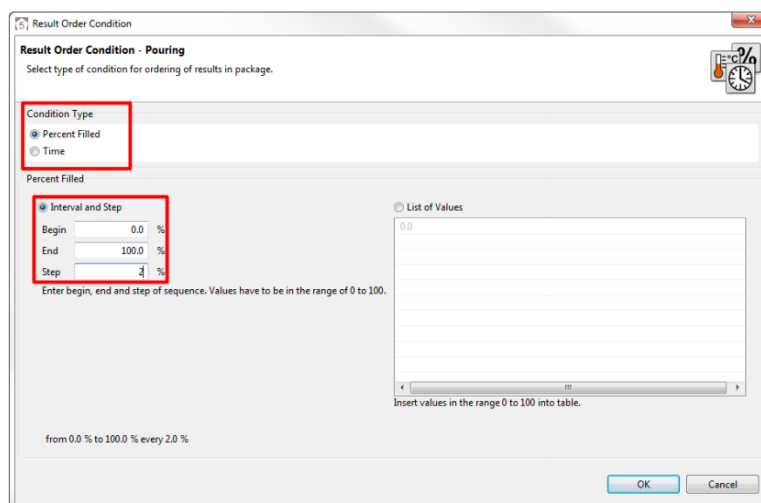 Result Order Condition
Result Order Condition - Pouring
Select type of condition for ordering of results in package.
Condition Type
Percent Filled
Time
Percent Filled
Interval and Step
Begin 0.0 %
End 100.0 %
Step 2 %
Enter begin, end and step of sequence. Values have to be in the range of 0 to 100.
List of Values
0.0
Insert values in the range 0 to 100 into table.
from 0.0 % to 100.0 % every 2.0 %
OK Cancel